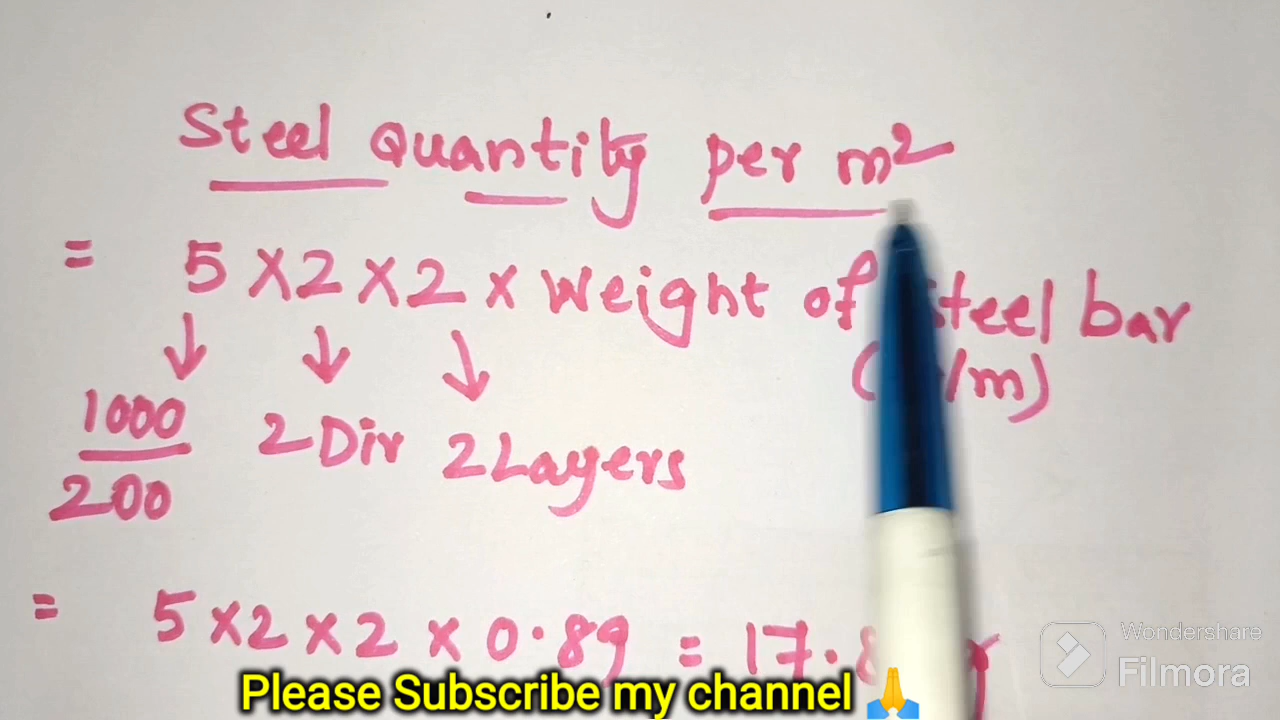 Steel Quantity per m²
= 5 × 2 × 2 × Weight of steel bar
↓ ↓ ↓ /m)
1000
200
2 Dir 2 Layers
= 5 × 2 × 2 × 0.89 = 17.8
Please Subscribe my channel 🙏
Wondershare
Filmora